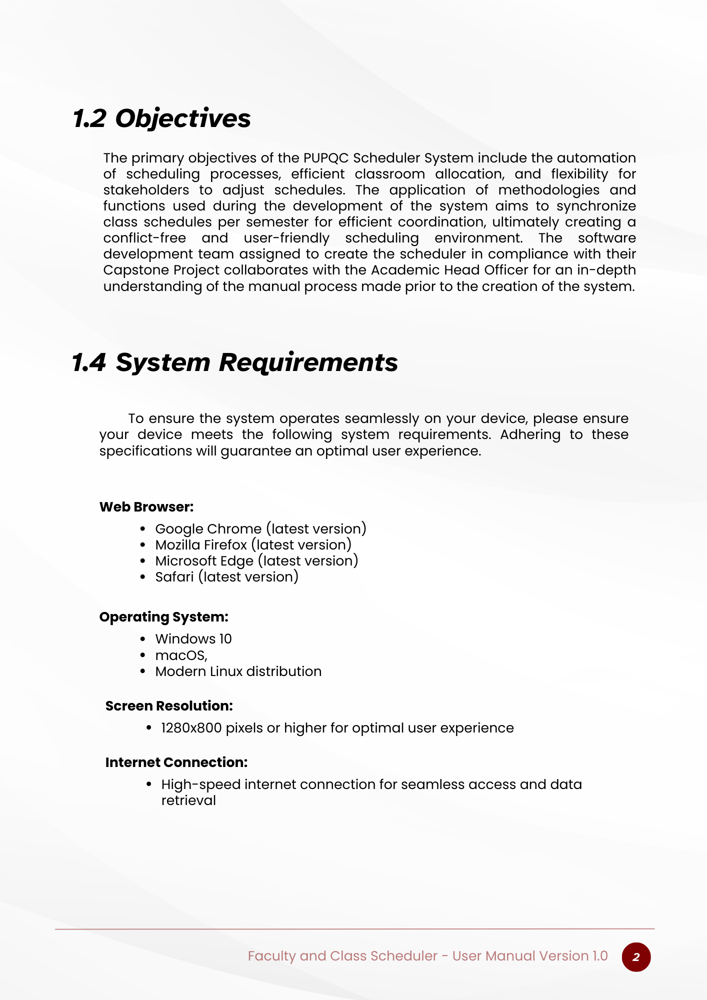 1.2 Objectives
The primary objectives of the PUPQC Scheduler System include the automation
of scheduling processes, efficient classroom allocation, and flexibility for
stakeholders to adjust schedules. The application of methodologies and
functions used during the development of the system aims to synchronize
class schedules per semester for efficient coordination, ultimately creating a
conflict-free and user-friendly scheduling environment. The software
development team assigned to create the scheduler in compliance with their
Capstone Project collaborates with the Academic Head Officer for an in-depth
understanding of the manual process made prior to the creation of the system.
1.4 System Requirements
To ensure the system operates seamlessly on your device, please ensure
your device meets the following system requirements. Adhering to these
specifications will guarantee an optimal user experience.
Web Browser:
• Google Chrome (latest version)
• Mozilla Firefox (latest version)
• Microsoft Edge (latest version)
• Safari (latest version)
Operating System:
• Windows 10
• macOS,
• Modern Linux distribution
Screen Resolution:
• 1280x800 pixels or higher for optimal user experience
Internet Connection:
• High-speed internet connection for seamless access and data
retrieval
Faculty and Class Scheduler - User Manual Version 1.0 2